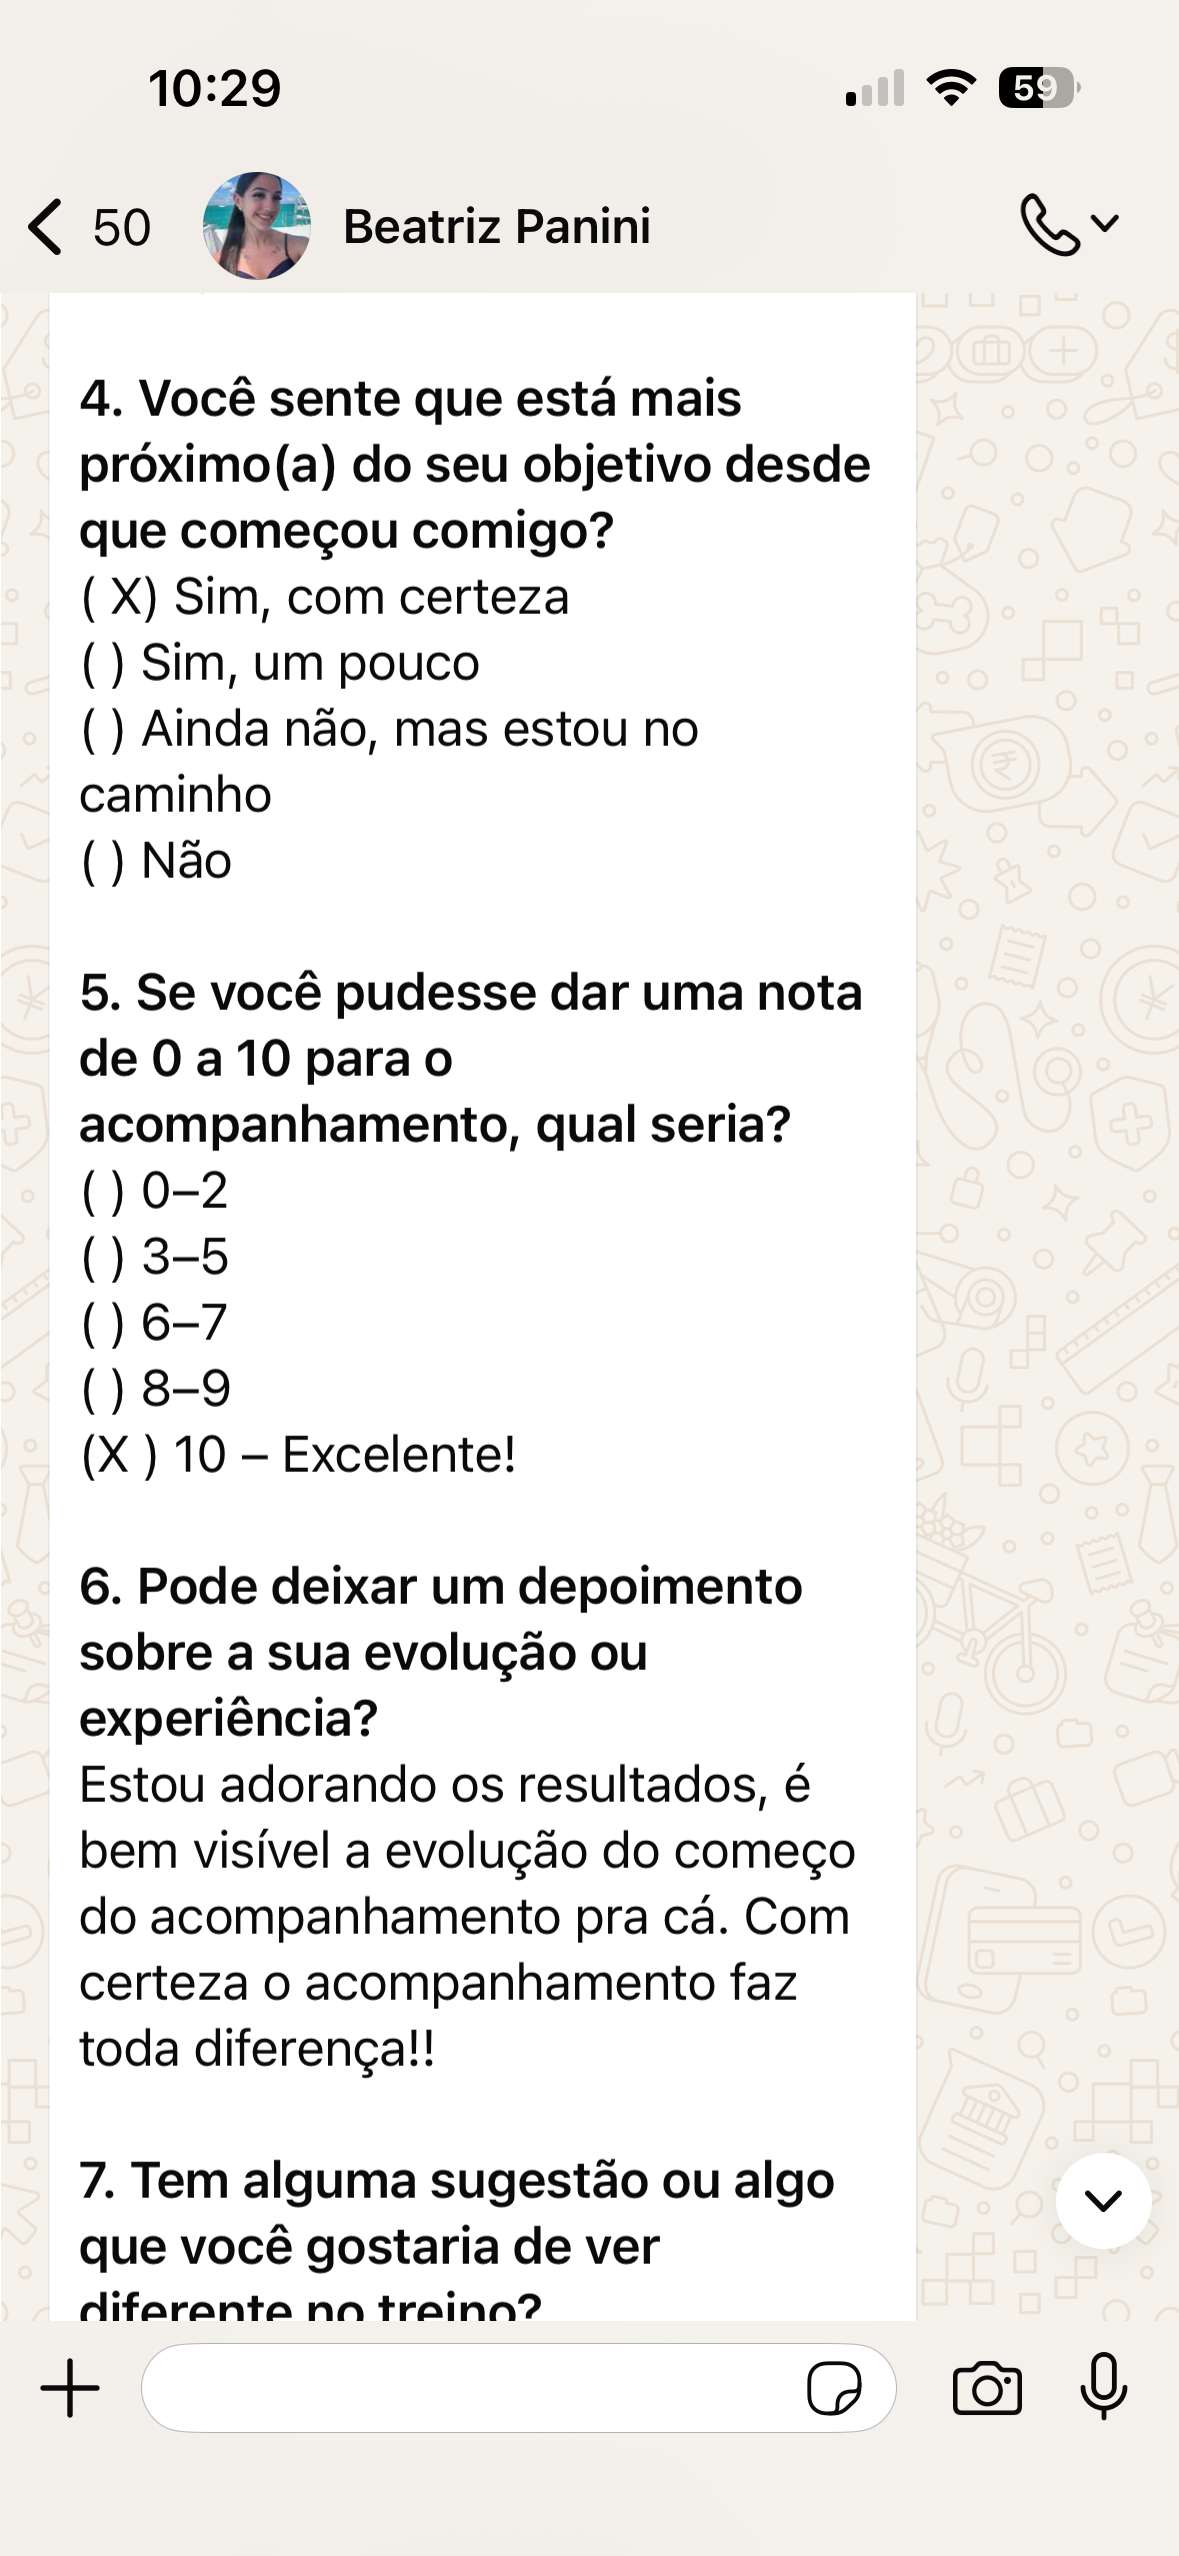 10:29
59
50
Beatriz Panini
4. Você sente que está mais
próximo(a) do seu objetivo desde
que começou comigo?
( X) Sim, com certeza
( ) Sim, um pouco
( ) Ainda não, mas estou no
caminho
( ) Não
5. Se você pudesse dar uma nota
de 0 a 10 para o
acompanhamento, qual seria?
( ) 0–2
( ) 3–5
( ) 6–7
( ) 8–9
(X ) 10 – Excelente!
6. Pode deixar um depoimento
sobre a sua evolução ou
experiência?
Estou adorando os resultados, é
bem visível a evolução do começo
do acompanhamento pra cá. Com
certeza o acompanhamento faz
toda diferença!!
7. Tem alguma sugestão ou algo
que você gostaria de ver
diferente no treino?